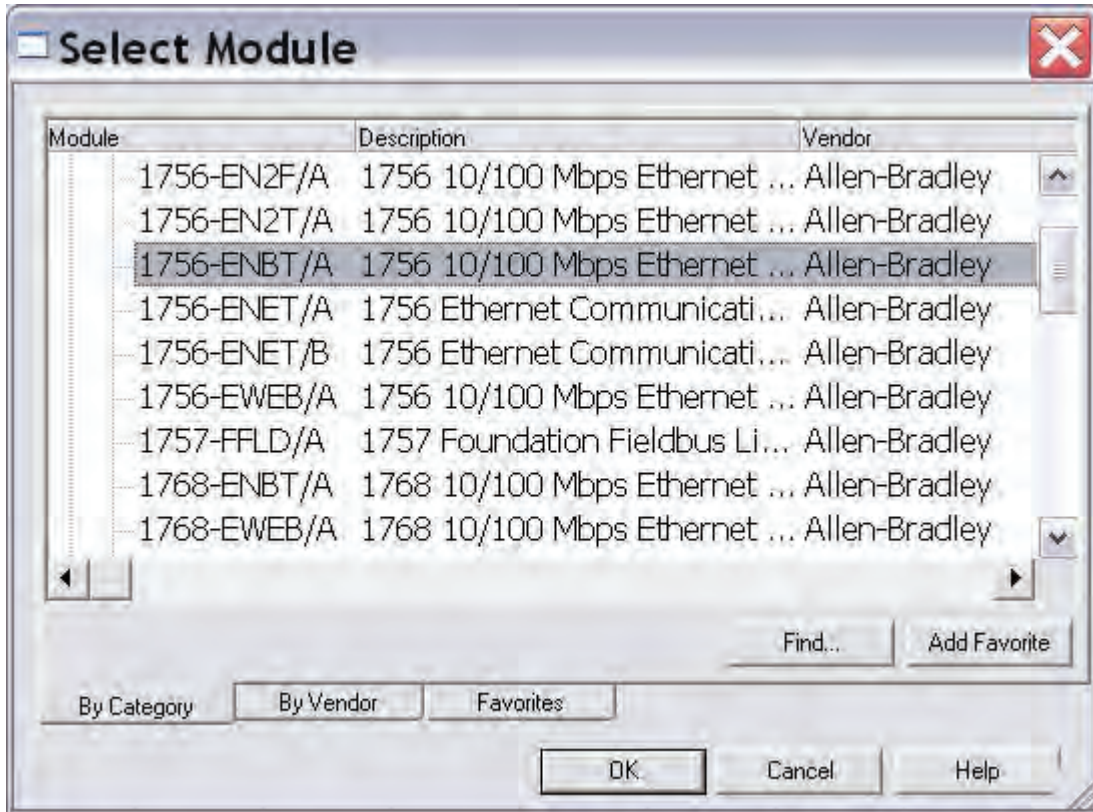 Select Module
Module Description Vendor
1756-EN2F/A 1756 10/100 Mbps Ethernet ... Allen-Bradley
1756-EN2T/A 1756 10/100 Mbps Ethernet ... Allen-Bradley
1756-ENBT/A 1756 10/100 Mbps Ethernet ... Allen-Bradley
1756-ENET/A 1756 Ethernet Communicati... Allen-Bradley
1756-ENET/B 1756 Ethernet Communicati... Allen-Bradley
1756-EWEB/A 1756 10/100 Mbps Ethernet ... Allen-Bradley
1757-FFLD/A 1757 Foundation Fieldbus Li... Allen-Bradley
1768-ENBT/A 1768 10/100 Mbps Ethernet ... Allen-Bradley
1768-EWEB/A 1768 10/100 Mbps Ethernet ... Allen-Bradley
Find... Add Favorite
By Category By Vendor Favorites
OK Cancel Help